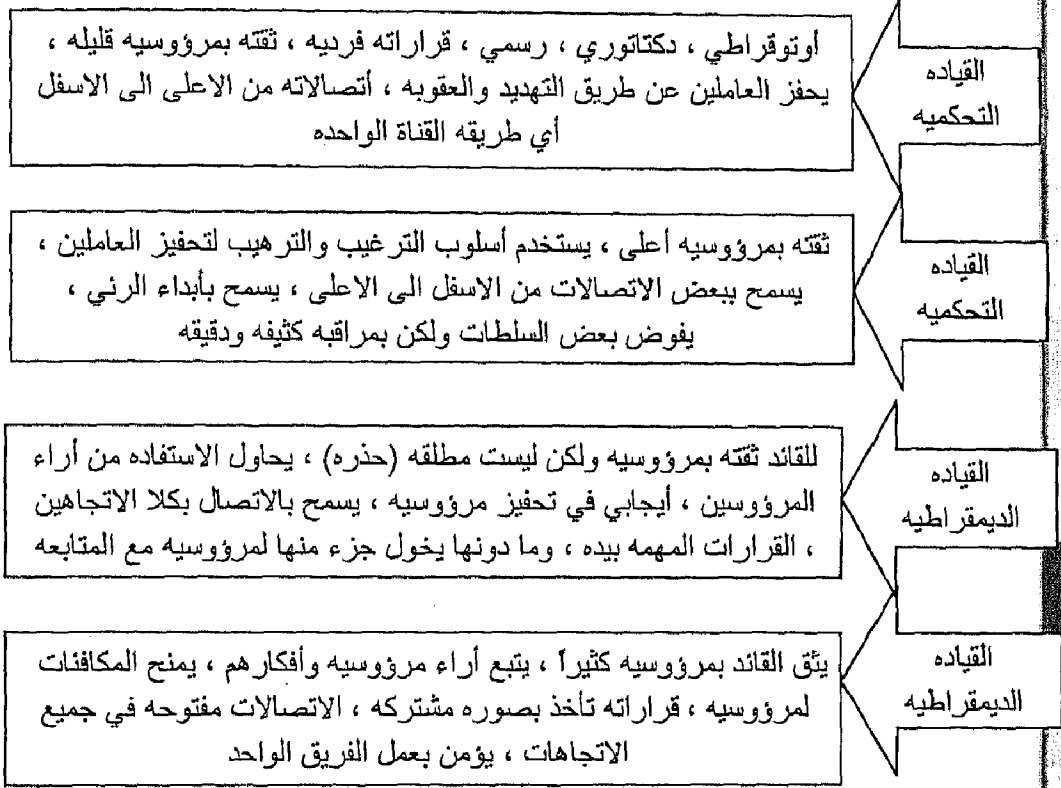 القياده
التحكميه
أوتوقراطي ، دكتاتوري ، رسمي ، قراراته فرديه ، ثقته بمرؤوسيه قليله ،
يحفز العاملين عن طريق التهديد والعقوبه ، أتصالاته من الاعلى الى الاسفل
أي طريقه القناة الواحده
القياده
التحكميه
ثقته بمرؤوسيه أعلى ، يستخدم أسلوب الترغيب والترهيب لتحفيز العاملين ،
يسمح ببعض الاتصالات من الاسفل الى الاعلى ، يسمح بأبداء الرئي ،
يفوض بعض السلطات ولكن بمراقبه كثيفه ودقيقه
القياده
الديمقراطيه
للقائد ثقته بمرؤوسيه ولكن ليست مطلقه (حذره) ، يحاول الاستفاده من أراء
المرؤوسين ، أيجابي في تحفيز مرؤوسيه ، يسمح بالاتصال بكلا الاتجاهين
، القرارات المهمه بيده ، وما دونها يخول جزء منها لمرؤوسيه مع المتابعه
القياده
الديمقراطيه
يثق القائد بمرؤوسيه كثيراً ، يتبع أراء مرؤوسيه وأفكارهم ، يمنح المكافئات
لمرؤوسيه ، قراراته تأخذ بصوره مشتركه ، الاتصالات مفتوحه في جميع
الاتجاهات ، يؤمن بعمل الفريق الواحد